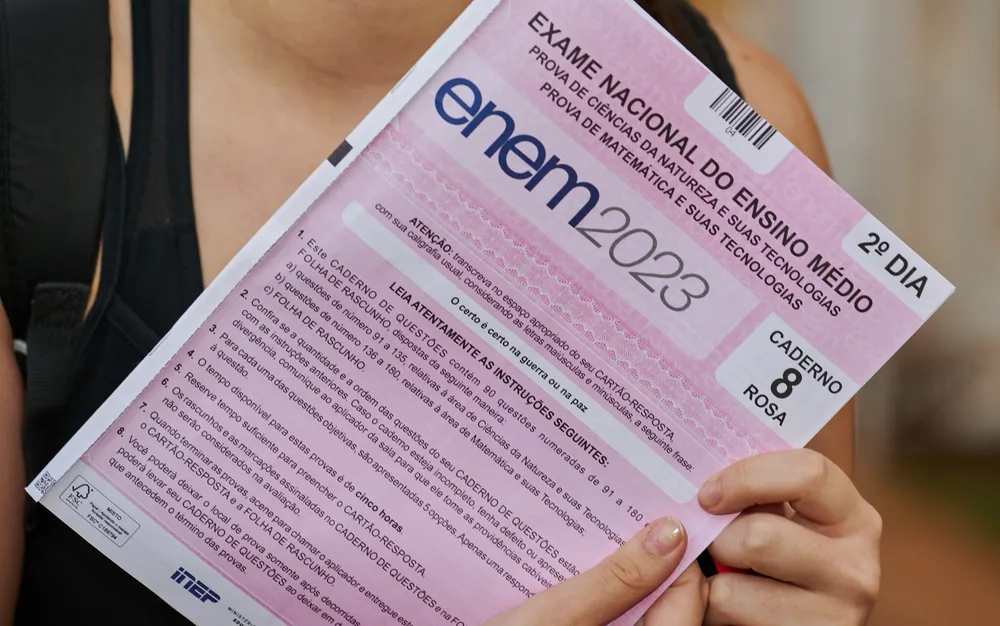 EXAME NACIONAL DO ENSINO MÉDIO
PROVA DE CIÊNCIAS DA NATUREZA E SUAS TECNOLOGIAS
PROVA DE MATEMÁTICA E SUAS TECNOLOGIAS
04
2º DIA
enem2023
CADERNO
8
ROSA
ATENÇÃO: transcreva no espaço apropriado do seu CARTÃO-RESPOSTA,
com sua caligrafia usual, considerando as letras maiúsculas e minúsculas, a seguinte frase:
O certo é certo na guerra ou na paz
LEIA ATENTAMENTE AS INSTRUÇÕES SEGUINTES:
1. Este CADERNO DE QUESTÕES contém 90 questões numeradas de 91 a 180
FOLHA DE RASCUNHO, dispostas da seguinte maneira:
a) questões de número 91 a 135, relativas à área de Ciências da Natureza e suas Tecnologias
b) questões de número 136 a 180, relativas à área de Matemática e suas Tecnologias;
c) FOLHA DE RASCUNHO.
2. Confira se a quantidade e a ordem das questões do seu CADERNO DE QUESTÕES estão
com as instruções anteriores. Caso o caderno esteja incompleto, tenha defeito ou apresente
divergência, comunique ao aplicador da sala para que ele tome as providências cabíveis
3. Para cada uma das questões objetivas, são apresentadas 5 opções. Apenas uma
à questão.
4. O tempo disponível para estas provas é de cinco horas
5. Reserve tempo suficiente para preencher o CARTÃO-RESPOSTA.
6. Os rascunhos e as marcações assinaladas no CADERNO DE QUESTÕES e na
não serão considerados na avaliação.
7. Quando terminar as provas, acene para chamar o aplicador e entregue este
o CARTÃO-RESPOSTA e a FOLHA DE RASCUNHO.
8. Você poderá deixar o local de prova somente após decorridas
poderá levar seu CADERNO DE QUESTÕES ao deixar em
que antecedem o término das provas.
FSC
MISTO
INEP